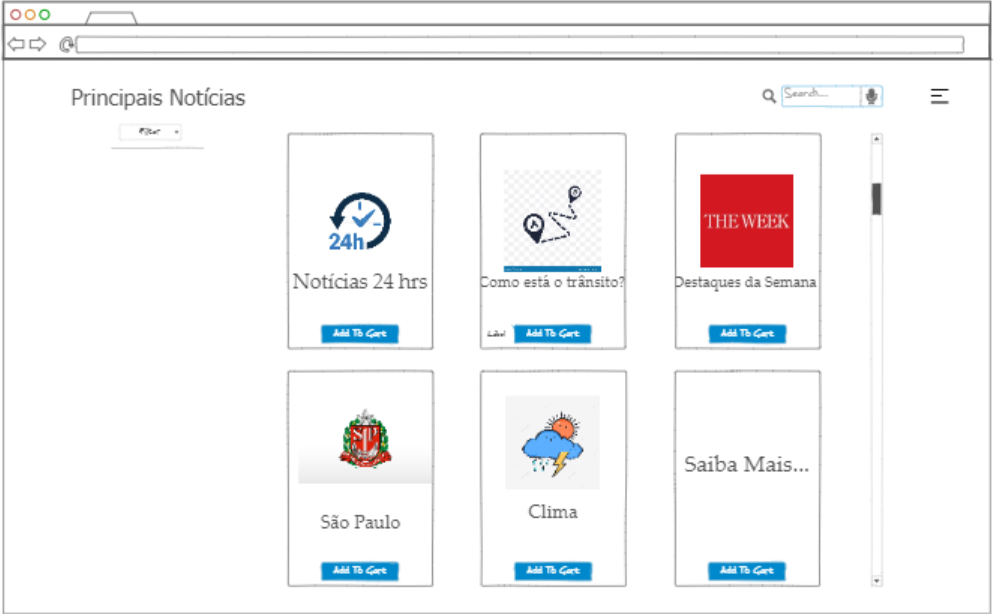 Principais Notícias
Search...
Filter
24h
Notícias 24 hrs
Add To Cart
Como está o trânsito?
Label
Add To Cart
THE WEEK
Destaques da Semana
Add To Cart
São Paulo
Add To Cart
Clima
Add To Cart
Saiba Mais...
Add To Cart